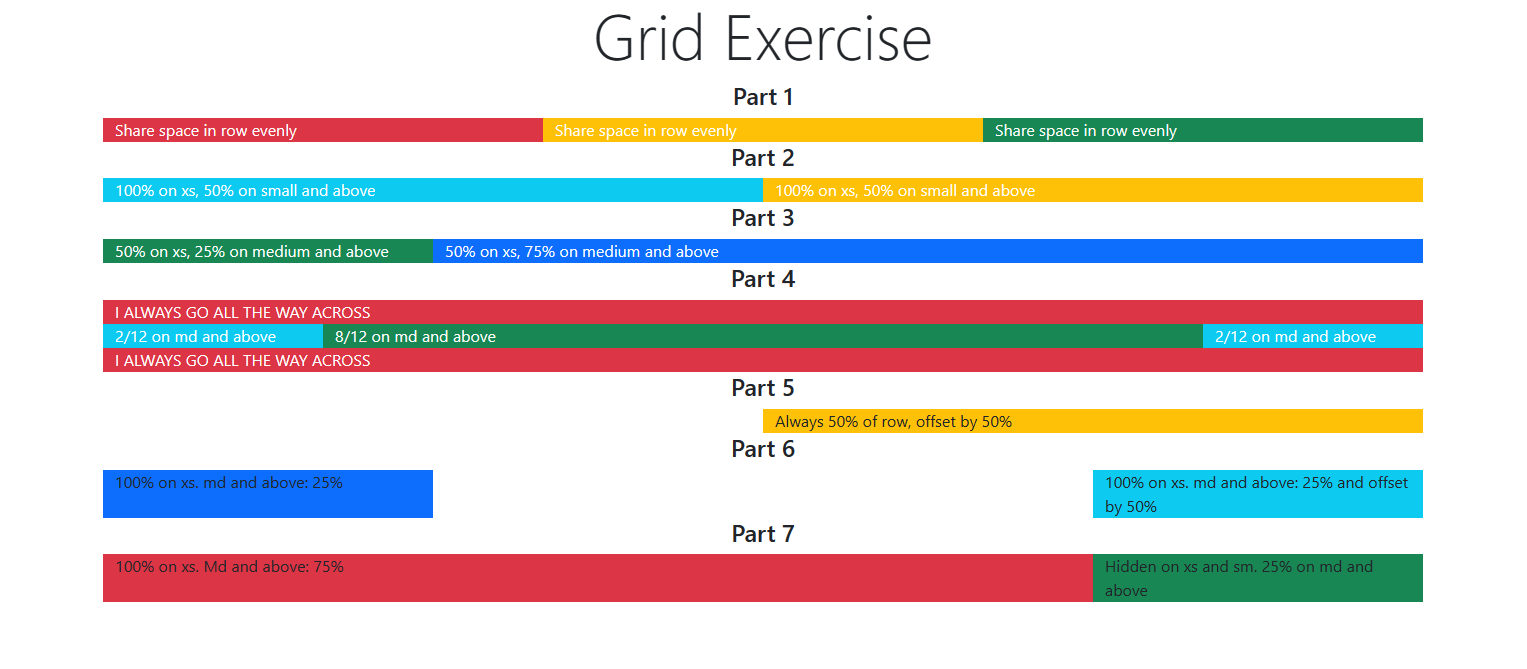 Grid Exercise
Part 1
Share space in row evenly
Share space in row evenly
Share space in row evenly
Part 2
100% on xs, 50% on small and above
100% on xs, 50% on small and above
Part 3
50% on xs, 25% on medium and above
50% on xs, 75% on medium and above
Part 4
I ALWAYS GO ALL THE WAY ACROSS
2/12 on md and above
8/12 on md and above
2/12 on md and above
I ALWAYS GO ALL THE WAY ACROSS
Part 5
Always 50% of row, offset by 50%
Part 6
100% on xs. md and above: 25%
100% on xs. md and above: 25% and offset
by 50%
Part 7
100% on xs. Md and above: 75%
Hidden on xs and sm. 25% on md and
above